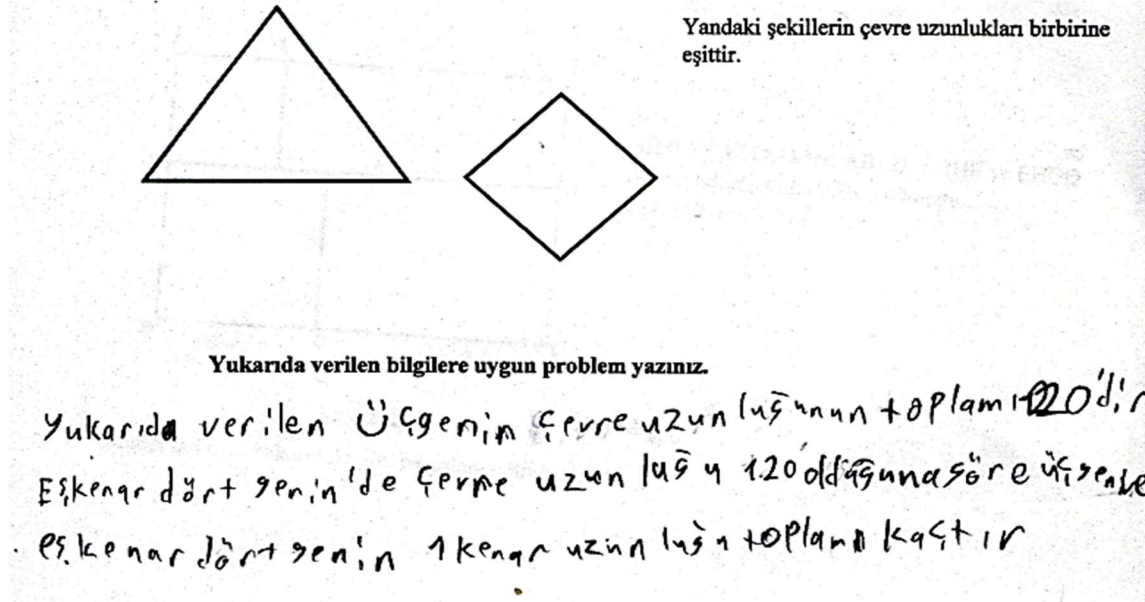 Yandaki şekillerin çevre uzunlukları birbirine
eşittir.
Yukarıda verilen bilgilere uygun problem yazınız.
Yukarıda verilen üçgenin çevre uzunluğunun toplamı 120'dir
Eşkenar dörtgenin'de çevre uzunluğu 120 olduğuna göre üçgenle
eşkenar dörtgenin 1 kenar uzunluğu toplamı kaçtır